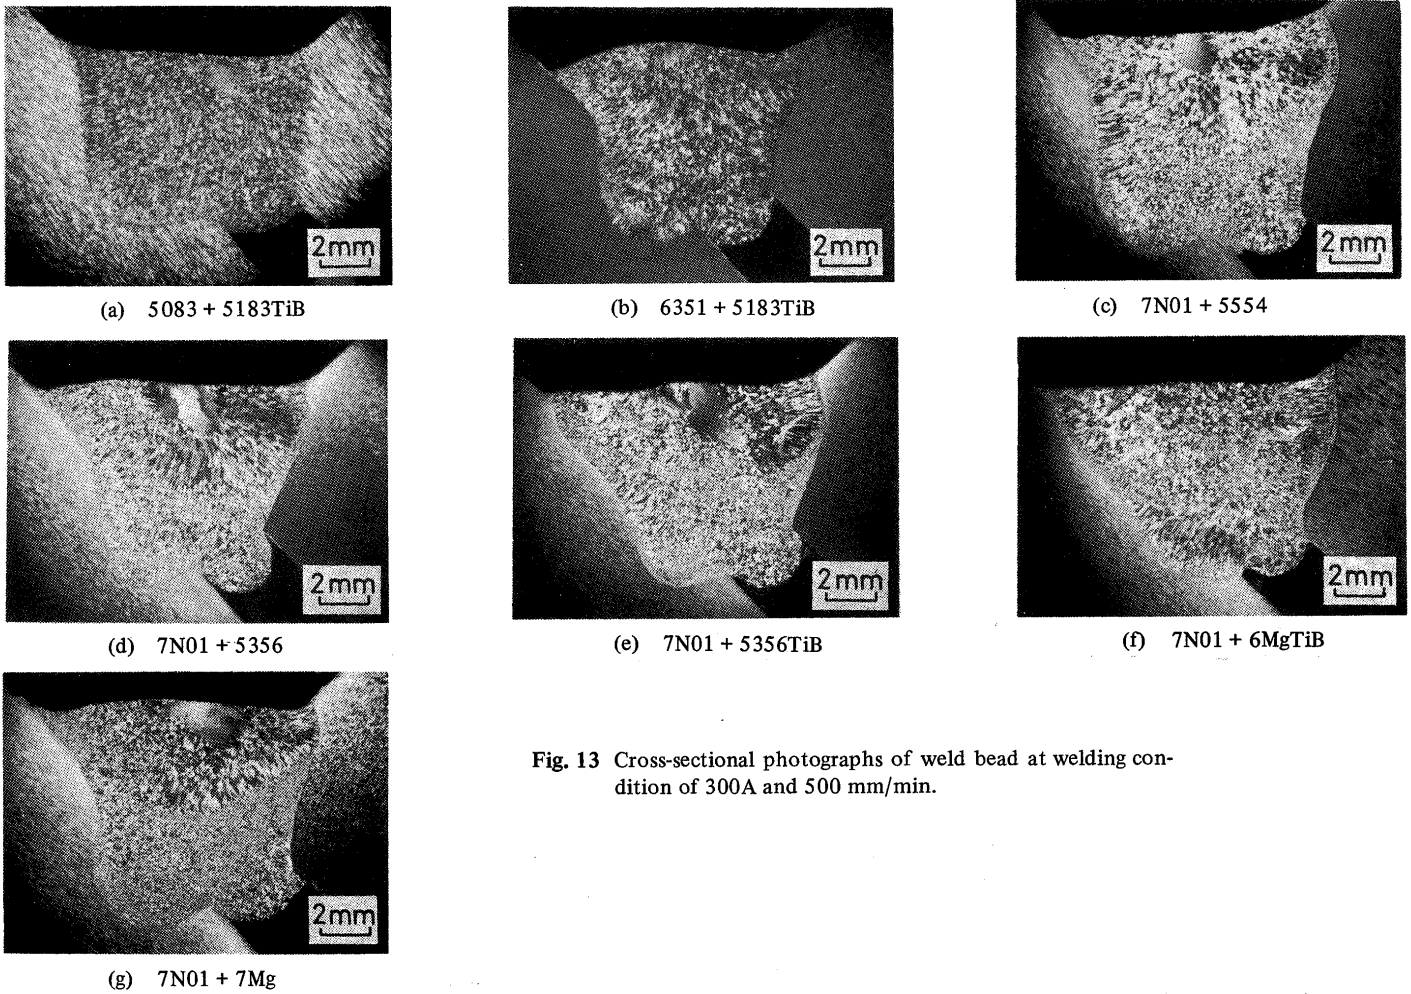 2mm
2mm
2mm
(a) 5083 + 5183TiB
(b) 6351 + 5183TiB
(c) 7N01 + 5554
2mm
2mm
2mm
(d) 7N01 + 5356
(e) 7N01 + 5356TiB
(f) 7N01 + 6MgTiB
2mm
(g) 7N01 + 7Mg
Fig. 13 Cross-sectional photographs of weld bead at welding con-
dition of 300A and 500 mm/min.